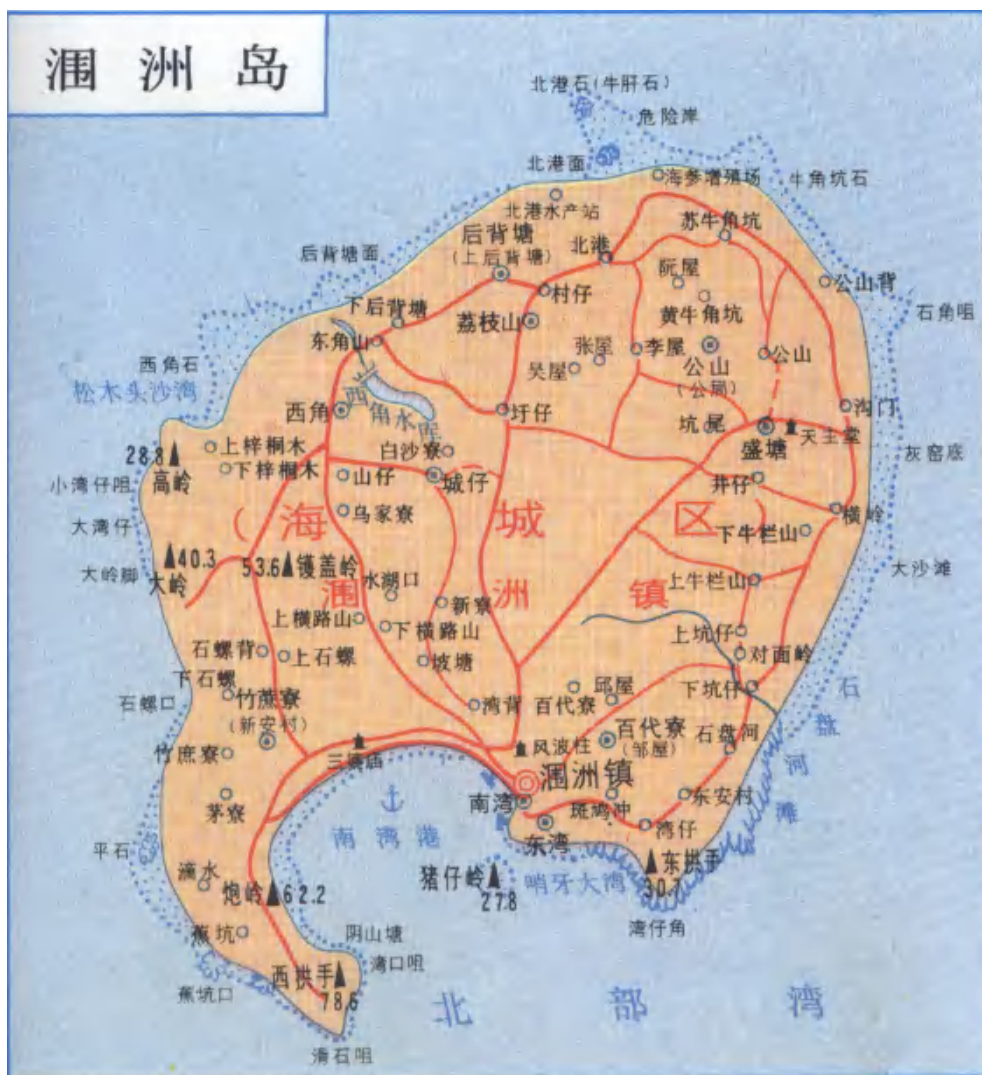 涠洲岛
北港石(牛肝石)
危险岸
北港面
海参增殖场
牛角坑石
北港水产站
苏牛角坑
后背塘
(上后背塘)
北港
后背塘面
阮屋
公山背
村仔
石角咀
下后背塘
荔枝山
黄牛角坑
东角山
张屋
李屋
公山
西角石
吴屋
公山
(公局)
松木头沙湾
西角水库
西角
圩仔
沟门
坑尾
天主堂
盛塘
上梓桐木
白沙寮
灰窑底
28.8
高岭
下梓桐木
山仔
城仔
井仔
小湾仔咀
(海城区)
横岭
大湾仔
乌家寮
下牛栏山
40.3
大岭
大岭脚
53.6
镬盖岭
水湖口
大沙滩
涠洲镇
上牛栏山
新寮
上横路山
下横路山
上坑仔
石螺背
上石螺
坡塘
对面岭
下石螺
竹蔗寮
(新安村)
邱屋
下坑仔
石螺口
湾背
百代寮
百代寮
(邹屋)
石盘河
石盘河滩
竹庶寮
三婆庙
风波柱
涠洲镇
茅寮
南湾
斑鸠冲
东安村
南湾港
东湾
湾仔
平石
滴水
炮岭
62.2
猪仔岭
27.8
哨牙大湾
东拱手
30.7
湾仔角
蕉坑
阴山塘
湾口咀
西拱手
78.6
蕉坑口
北部湾
滑石咀